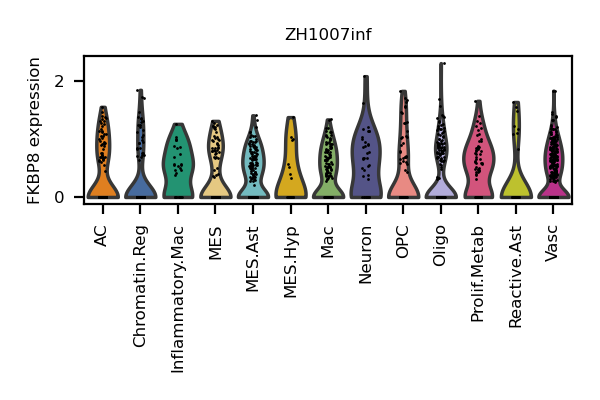 ZH1007inf
FKBP8 expression
2
0
AC
Chromatin.Reg
Inflammatory.Mac
MES
MES.Ast
MES.Hyp
Mac
Neuron
OPC
Oligo
Prolif.Metab
Reactive.Ast
Vasc